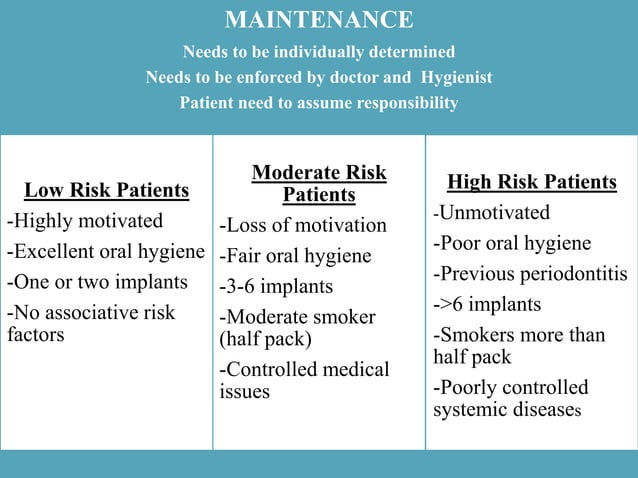 MAINTENANCE
Needs to be individually determined
Needs to be enforced by doctor and Hygienist
Patient need to assume responsibility
Low Risk Patients
-Highly motivated
-Excellent oral hygiene
-One or two implants
-No associative risk
factors
Moderate Risk
Patients
-Loss of motivation
-Fair oral hygiene
-3-6 implants
-Moderate smoker
(half pack)
-Controlled medical
issues
High Risk Patients
-Unmotivated
-Poor oral hygiene
-Previous periodontitis
->6 implants
-Smokers more than
half pack
-Poorly controlled
systemic diseases